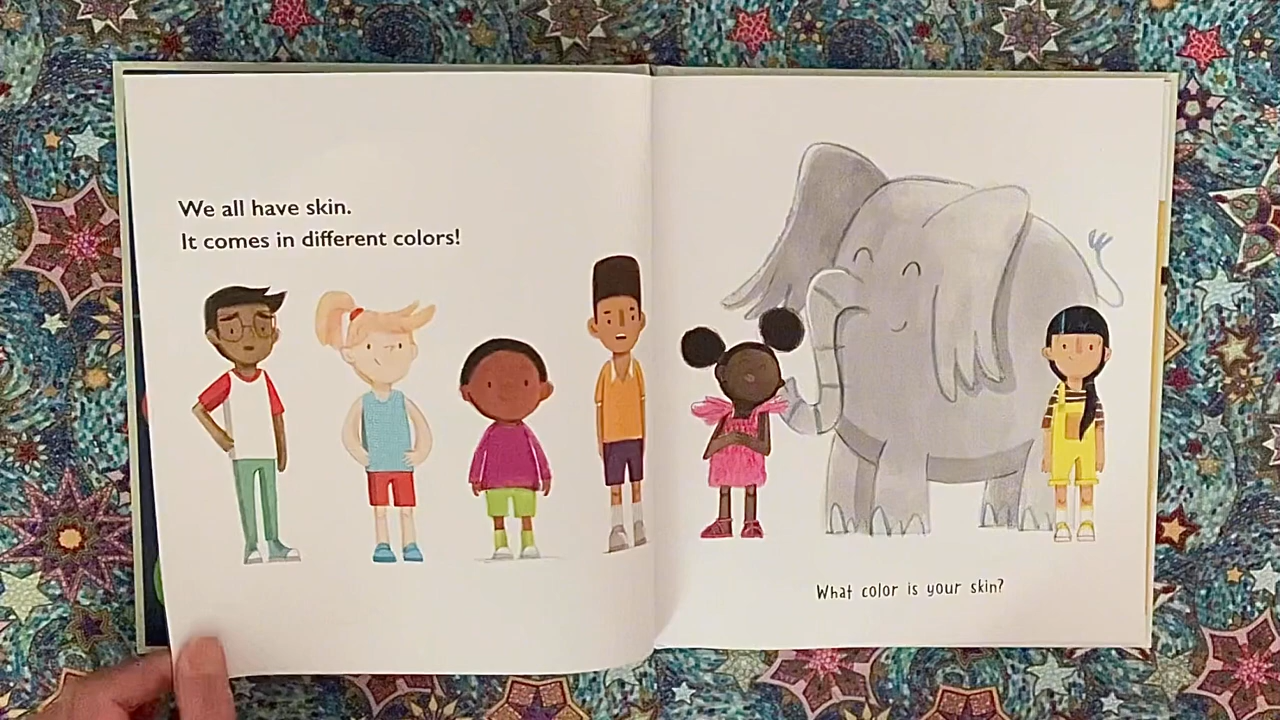 We all have skin.
It comes in different colors!
What color is your skin?